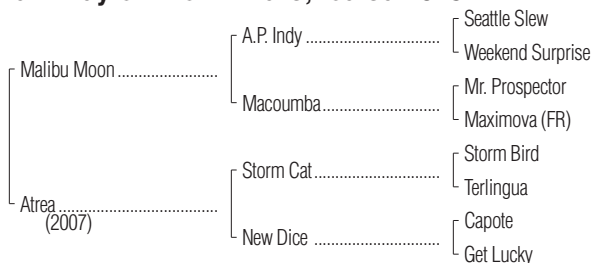 Seattle Slew
A.P. Indy
Weekend Surprise
Malibu Moon
Mr. Prospector
Macoumba
Maximova (FR)
Storm Bird
Storm Cat
Terlingua
Atrea
(2007)
Capote
New Dice
Get Lucky